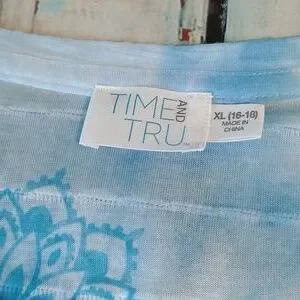 TIME AND
TRU
XL (16-18)
MADE IN
CHINA